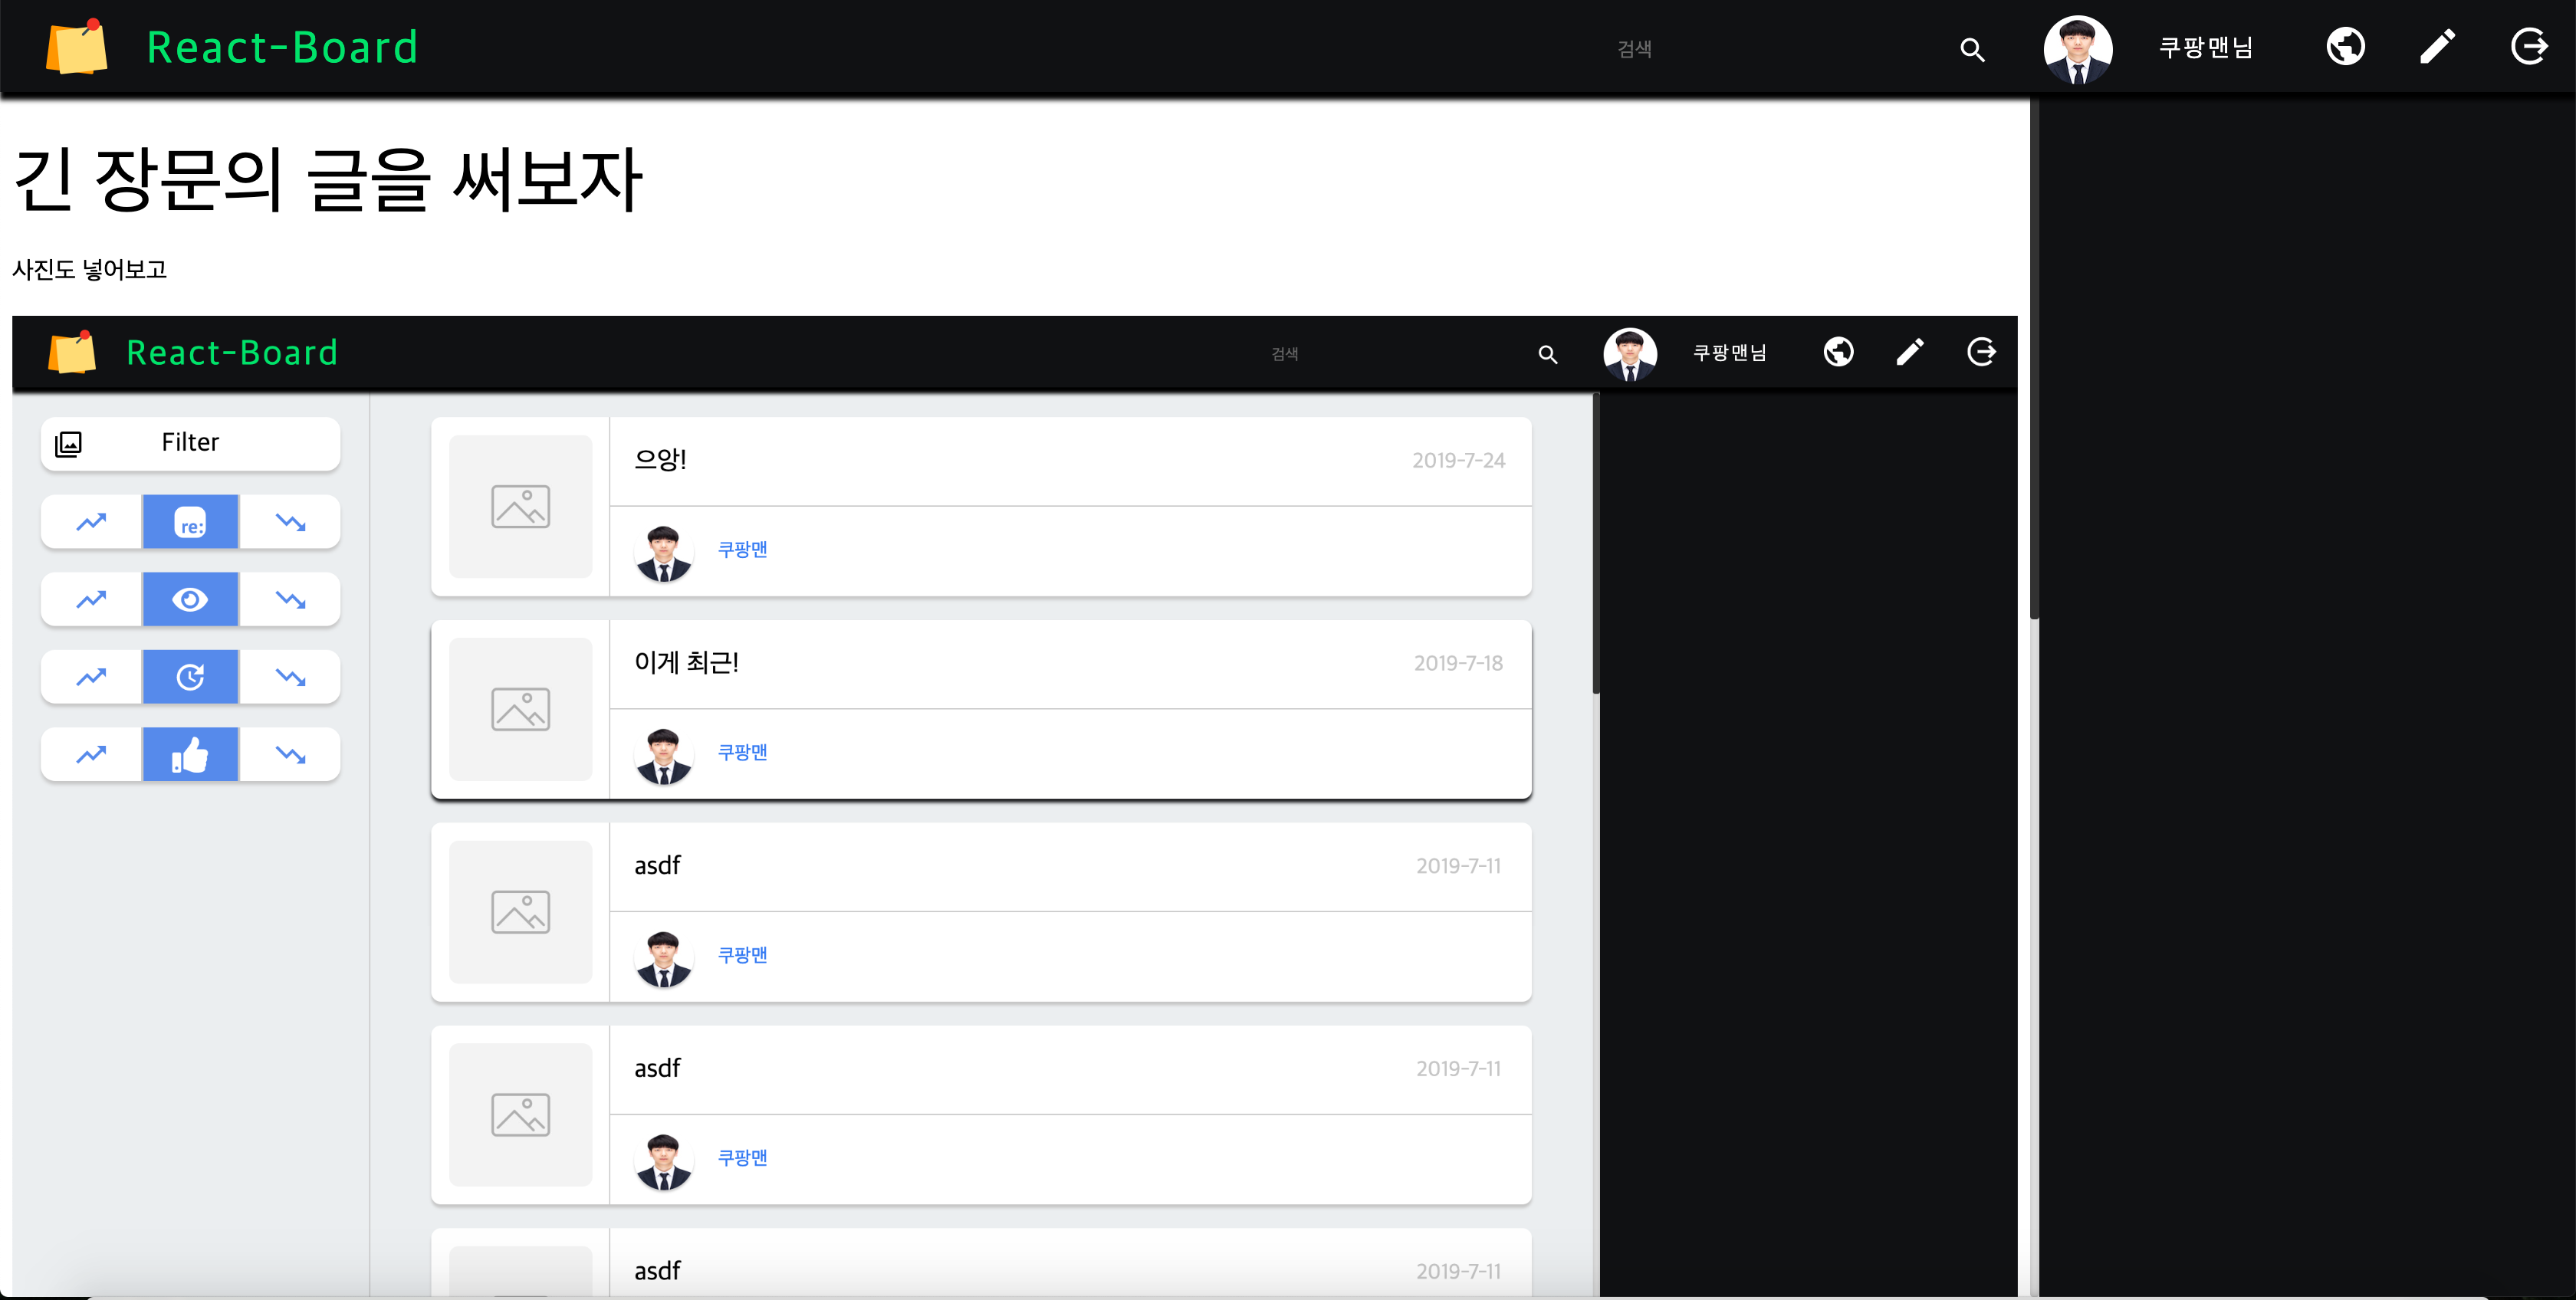 React-Board
검색
쿠팡맨님
긴 장문의 글을 써보자
사진도 넣어보고
React-Board
검색
쿠팡맨님
Filter
re:
으앙!
2019-7-24
쿠팡맨
이게 최근!
2019-7-18
쿠팡맨
asdf
2019-7-11
쿠팡맨
asdf
2019-7-11
쿠팡맨
asdf
2019-7-11